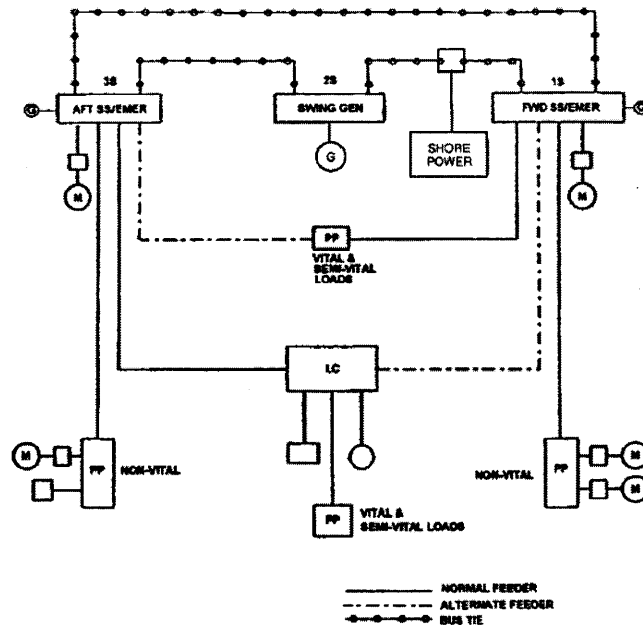 3S
2S
1S
G
AFT SS/EMER
SWING GEN
FWD SS/EMER
G
M
G
SHORE
POWER
M
PP
VITAL &
SEMI-VITAL
LOADS
LC
M
PP
NON-VITAL
NON-VITAL
PP
M
M
PP
VITAL &
SEMI-VITAL LOADS
NORMAL FEEDER
ALTERNATE FEEDER
BUS TIE